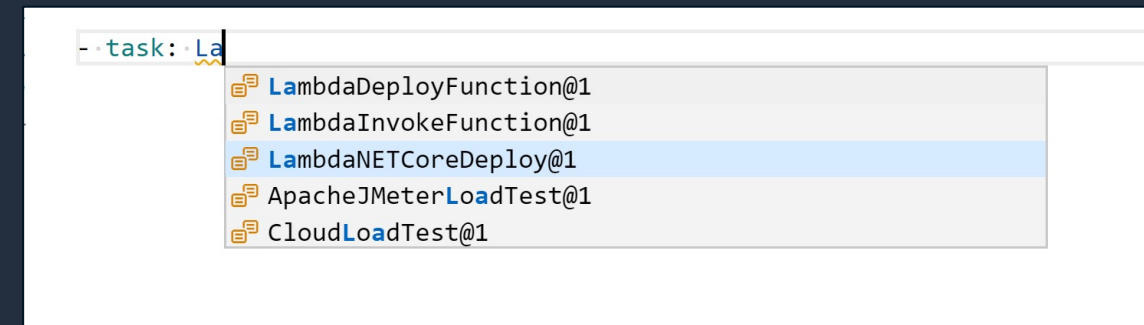 - task: La
LambdaDeployFunction@1
LambdaInvokeFunction@1
LambdaNETCoreDeploy@1
ApacheJMeterLoadTest@1
CloudLoadTest@1